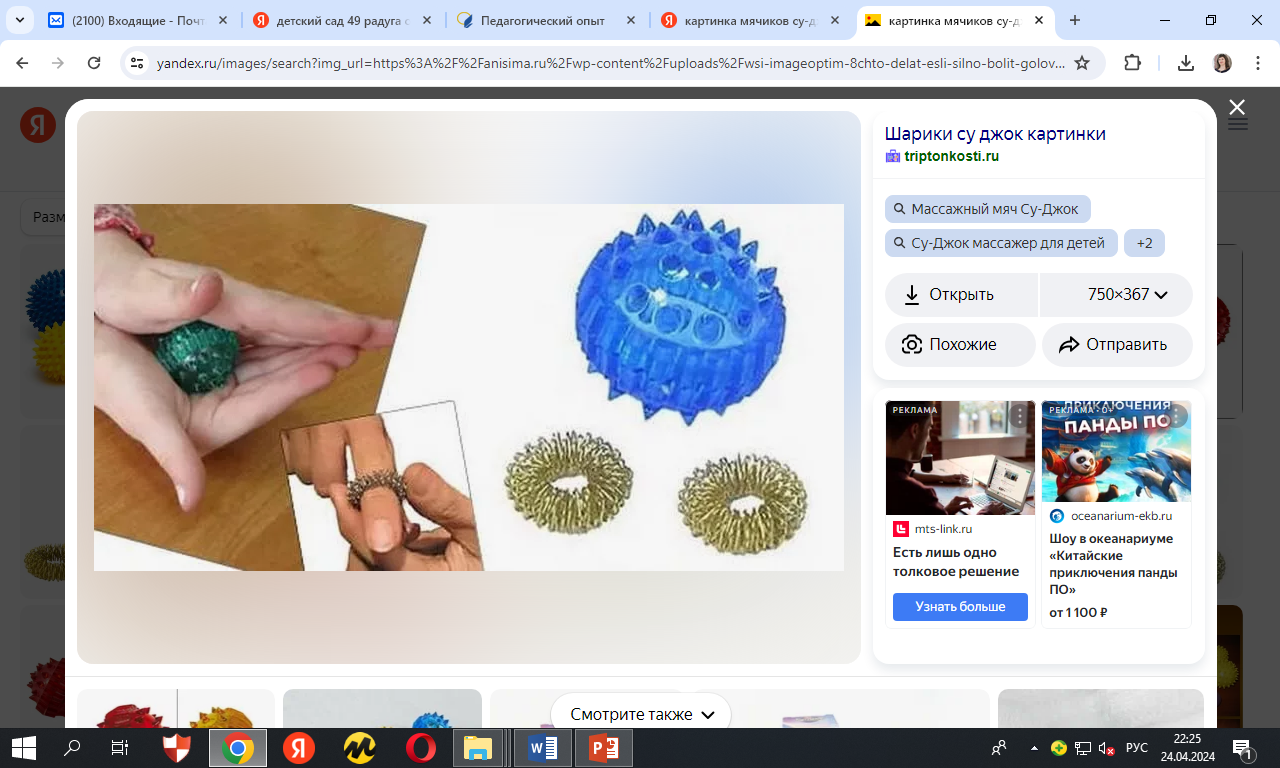 (2100) Входящие - Почт
детский сад 49 радуга с
Педагогический опыт
картинка мячиков су-д
картинка мячиков су-д
yandex.ru/images/search?img_url=https%3A%2F%2Fanisima.ru%2Fwp-content%2Fuploads%2Fwsi-imageoptim-8chto-delat-esli-silno-bolit-golov...
Я
Разм
Шарики су джок картинки
triptonkosti.ru
Массажный мяч Су-Джок
Су-Джок массажер для детей
+2
Открыть
750×367
Похожие
Отправить
РЕКЛАМА
mts-link.ru
Есть лишь одно
толковое решение
Узнать больше
РЕКЛАМА • 0+
ПРИКЛЮЧЕНИЯ
ПАНДЫ ПО
oceanarium-ekb.ru
Шоу в океанариуме
«Китайские
приключения панды
ПО»
от 1 100 ₽
Смотрите также
РУС
22:25
24.04.2024
1